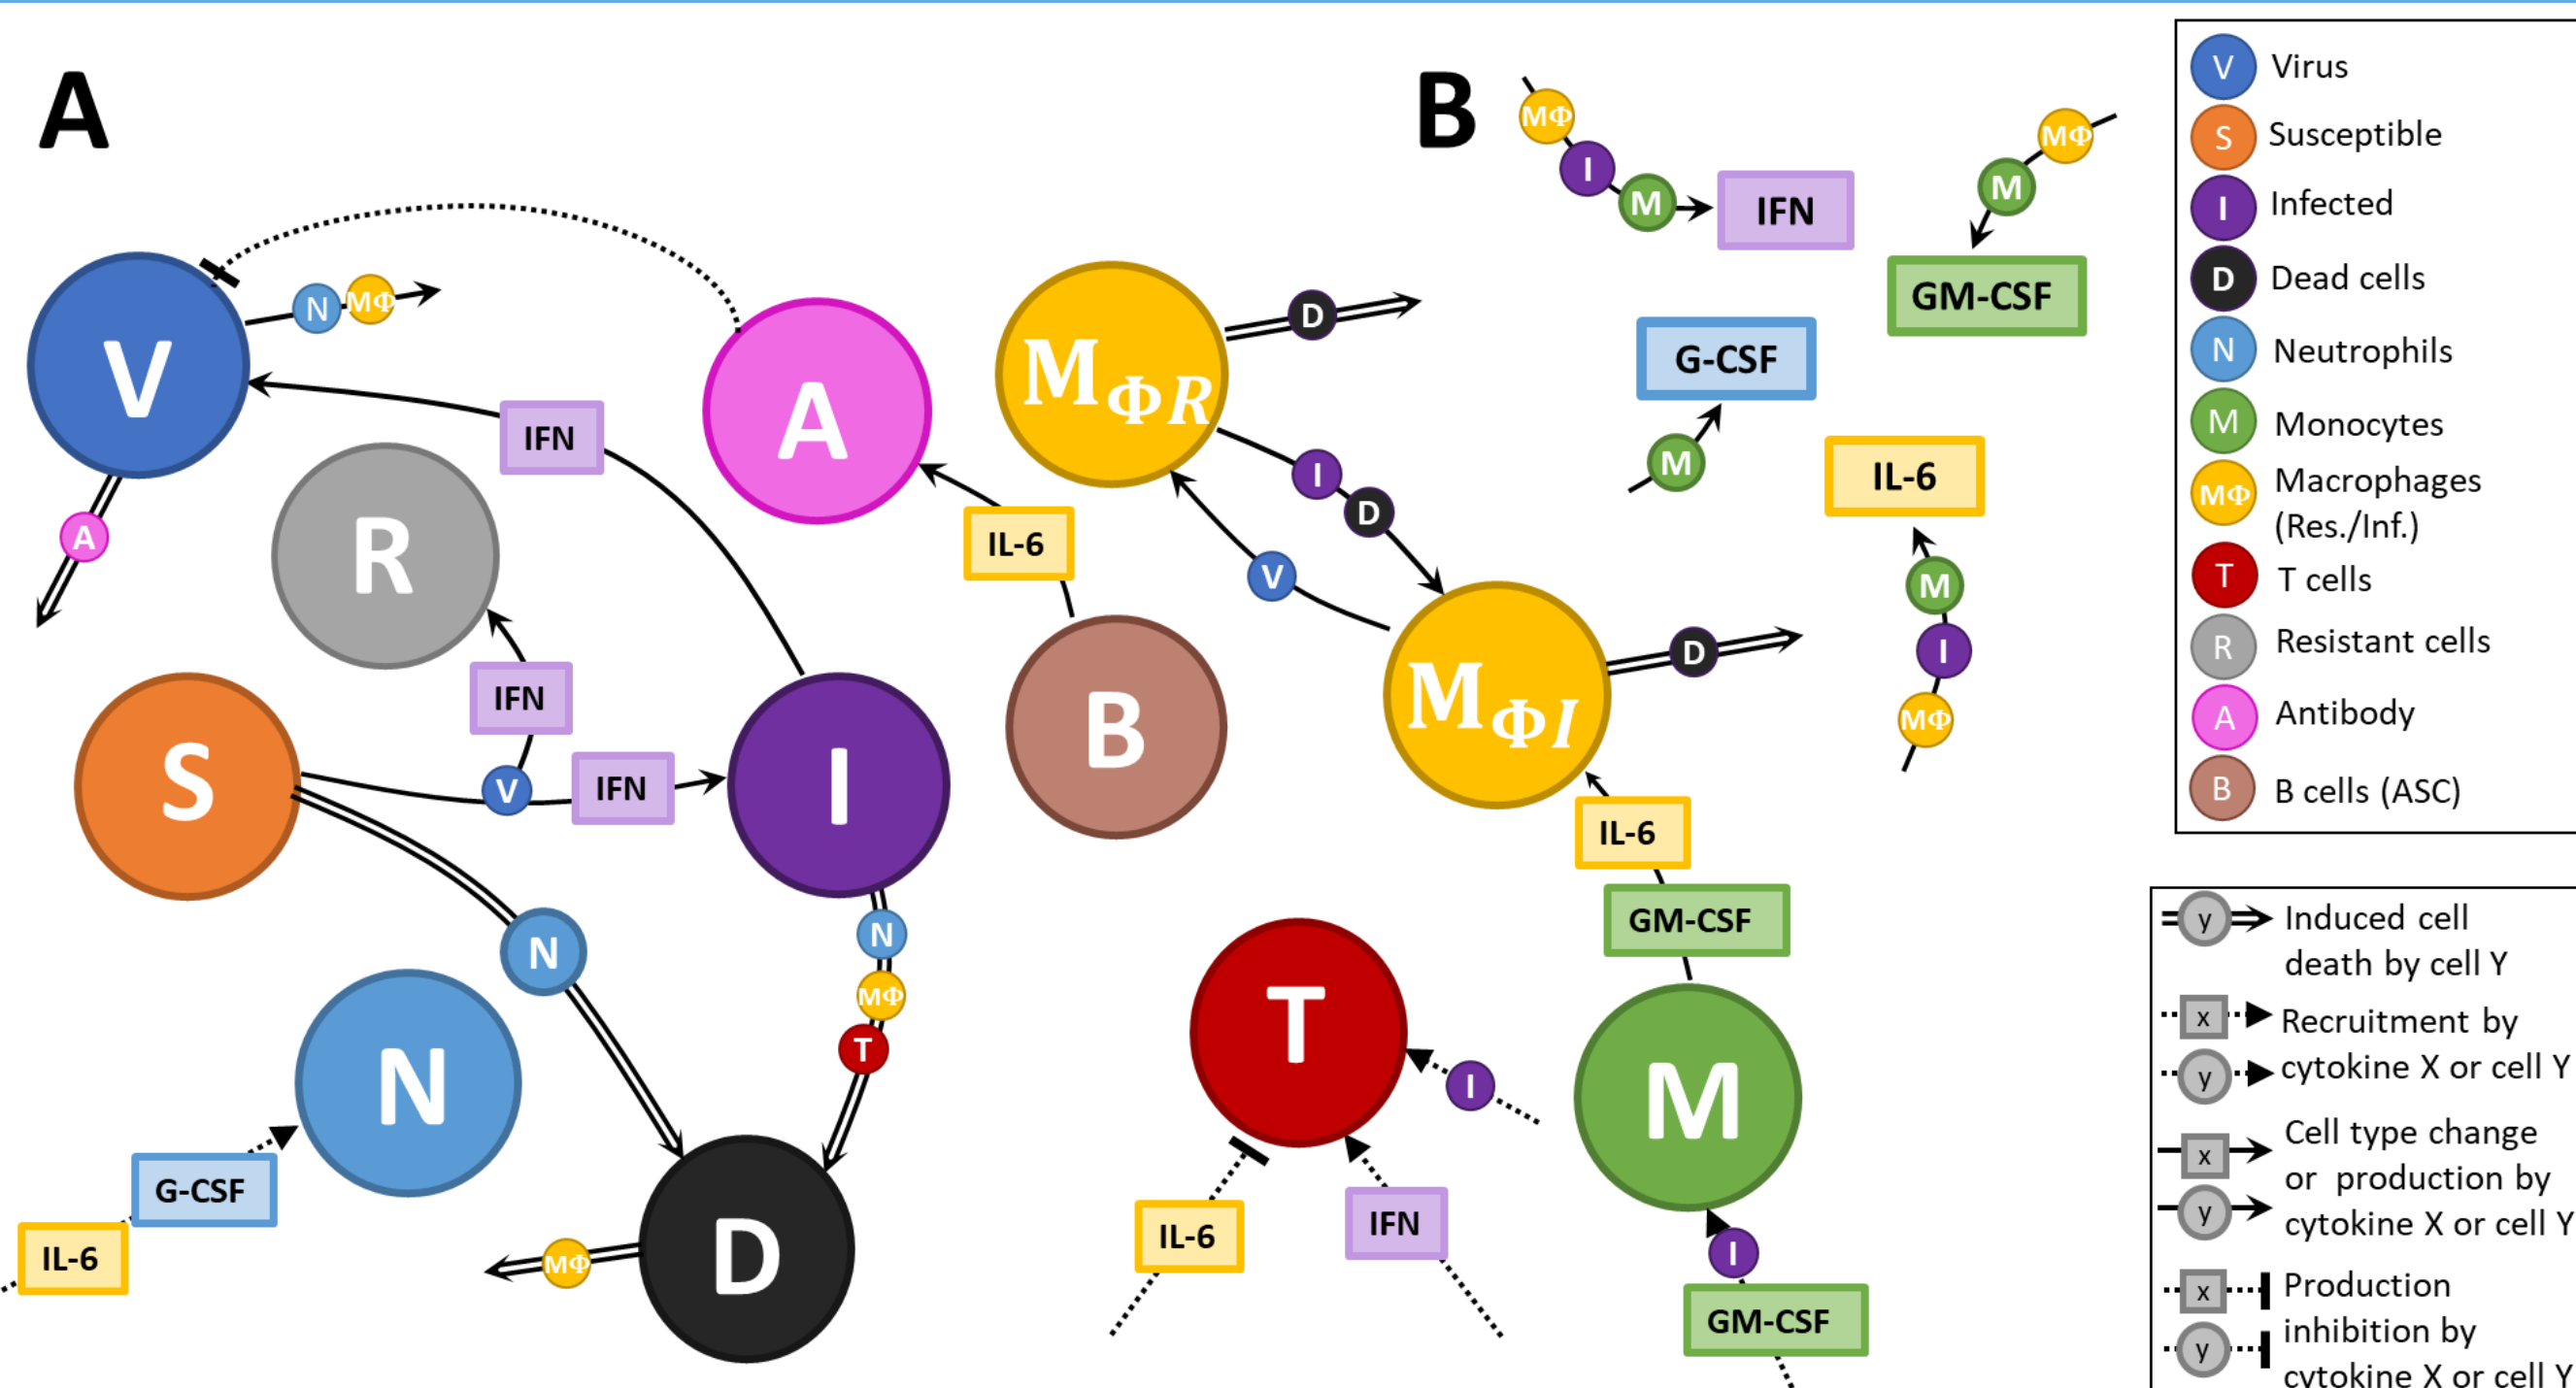 A
V
N
MΦ
IFN
A
R
IFN
S
V
IFN
I
A
IL-6
B
N
N
MΦ
T
N
G-CSF
IL-6
D
MΦ
MΦR
D
I
D
V
MΦI
D
IL-6
GM-CSF
M
T
I
IL-6
IFN
I
GM-CSF
B
MΦ
I
M
IFN
MΦ
M
GM-CSF
G-CSF
M
IL-6
M
I
MΦ
V Virus
S Susceptible
I Infected
D Dead cells
N Neutrophils
M Monocytes
MΦ Macrophages
(Res./Inf.)
T T cells
R Resistant cells
A Antibody
B B cells (ASC)
y Induced cell
death by cell Y
x Recruitment by
y cytokine X or cell Y
Cell type change
x or production by
y cytokine X or cell Y
x Production
inhibition by
y cytokine X or cell Y